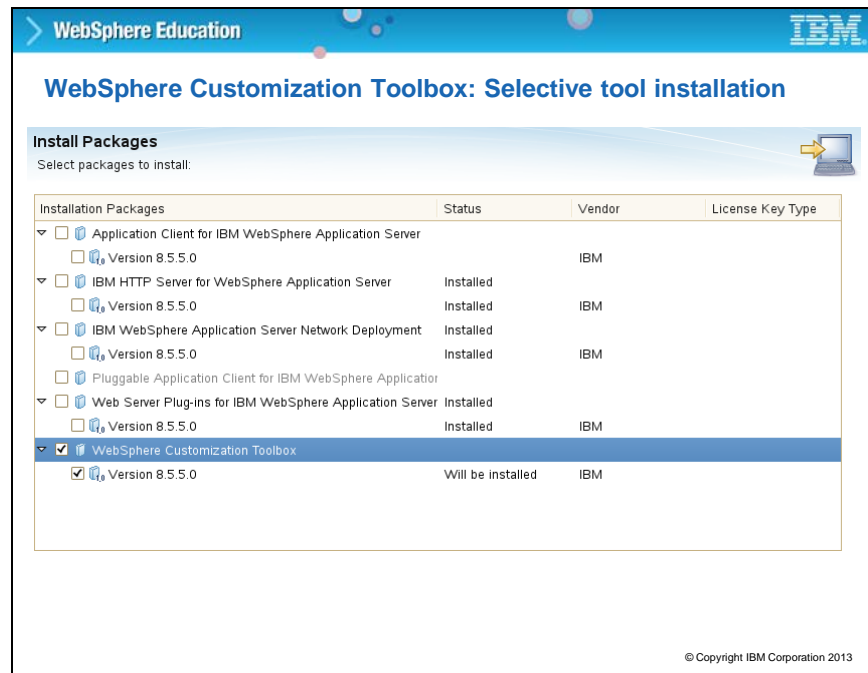 WebSphere Education
IBM
WebSphere Customization Toolbox: Selective tool installation
Install Packages
Select packages to install:
Installation Packages Status Vendor License Key Type
Application Client for IBM WebSphere Application Server
Version 8.5.5.0 IBM
IBM HTTP Server for WebSphere Application Server Installed
Version 8.5.5.0 Installed IBM
IBM WebSphere Application Server Network Deployment Installed
Version 8.5.5.0 Installed IBM
Pluggable Application Client for IBM WebSphere Application
Web Server Plug-ins for IBM WebSphere Application Server Installed
Version 8.5.5.0 Installed IBM
WebSphere Customization Toolbox
Version 8.5.5.0 Will be installed IBM
© Copyright IBM Corporation 2013